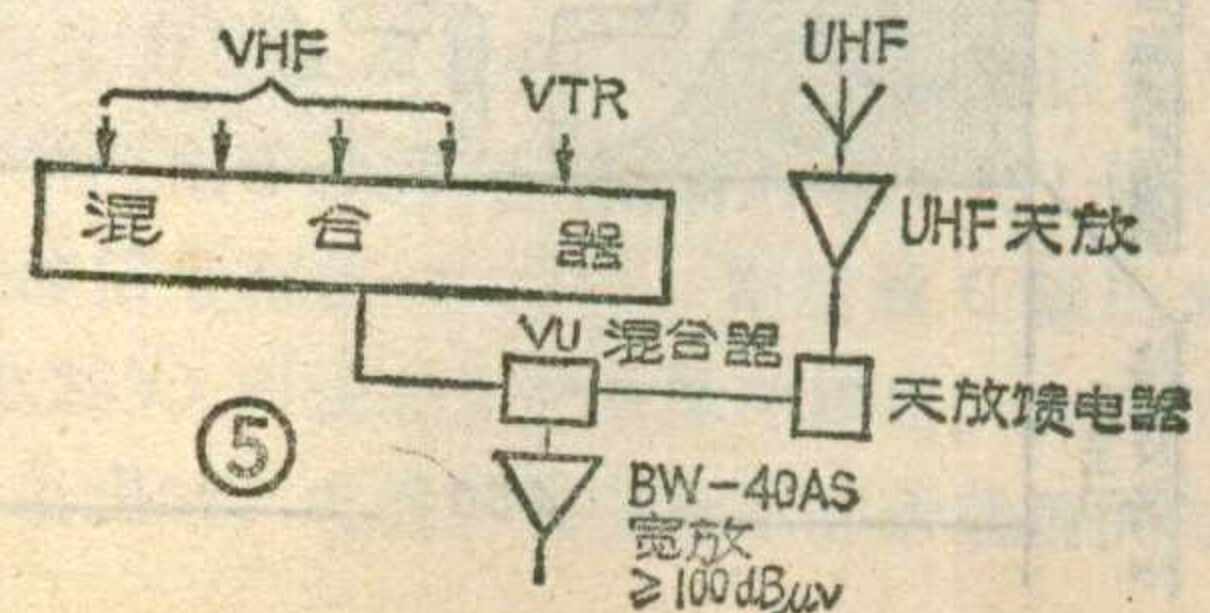 VHF
VTR
UHF
混合器
UHF天放
VU 混合器
天放馈电器
⑤
BW-40AS
宽放
≥100dBμv